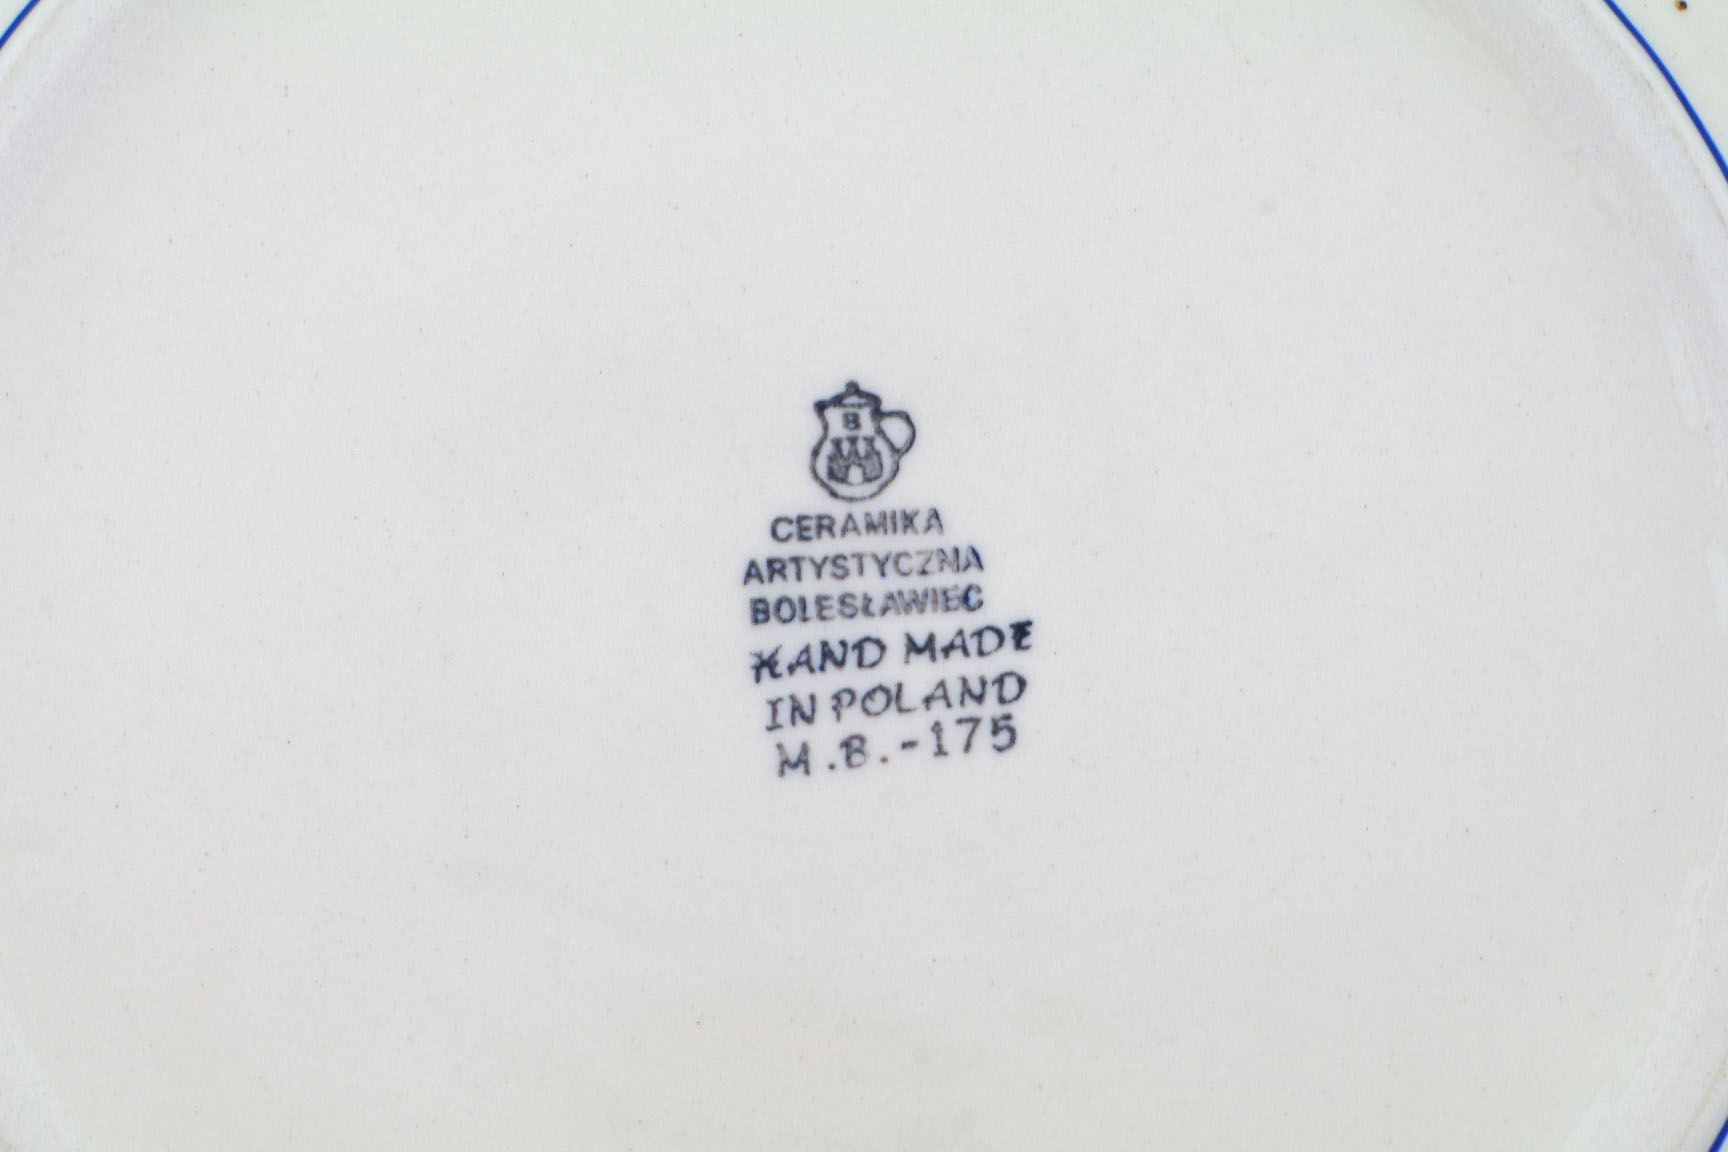 B
CERAMIKA
ARTYSTYCZNA
BOLESŁAWIEC
HAND MADE
IN POLAND
M.B.-175